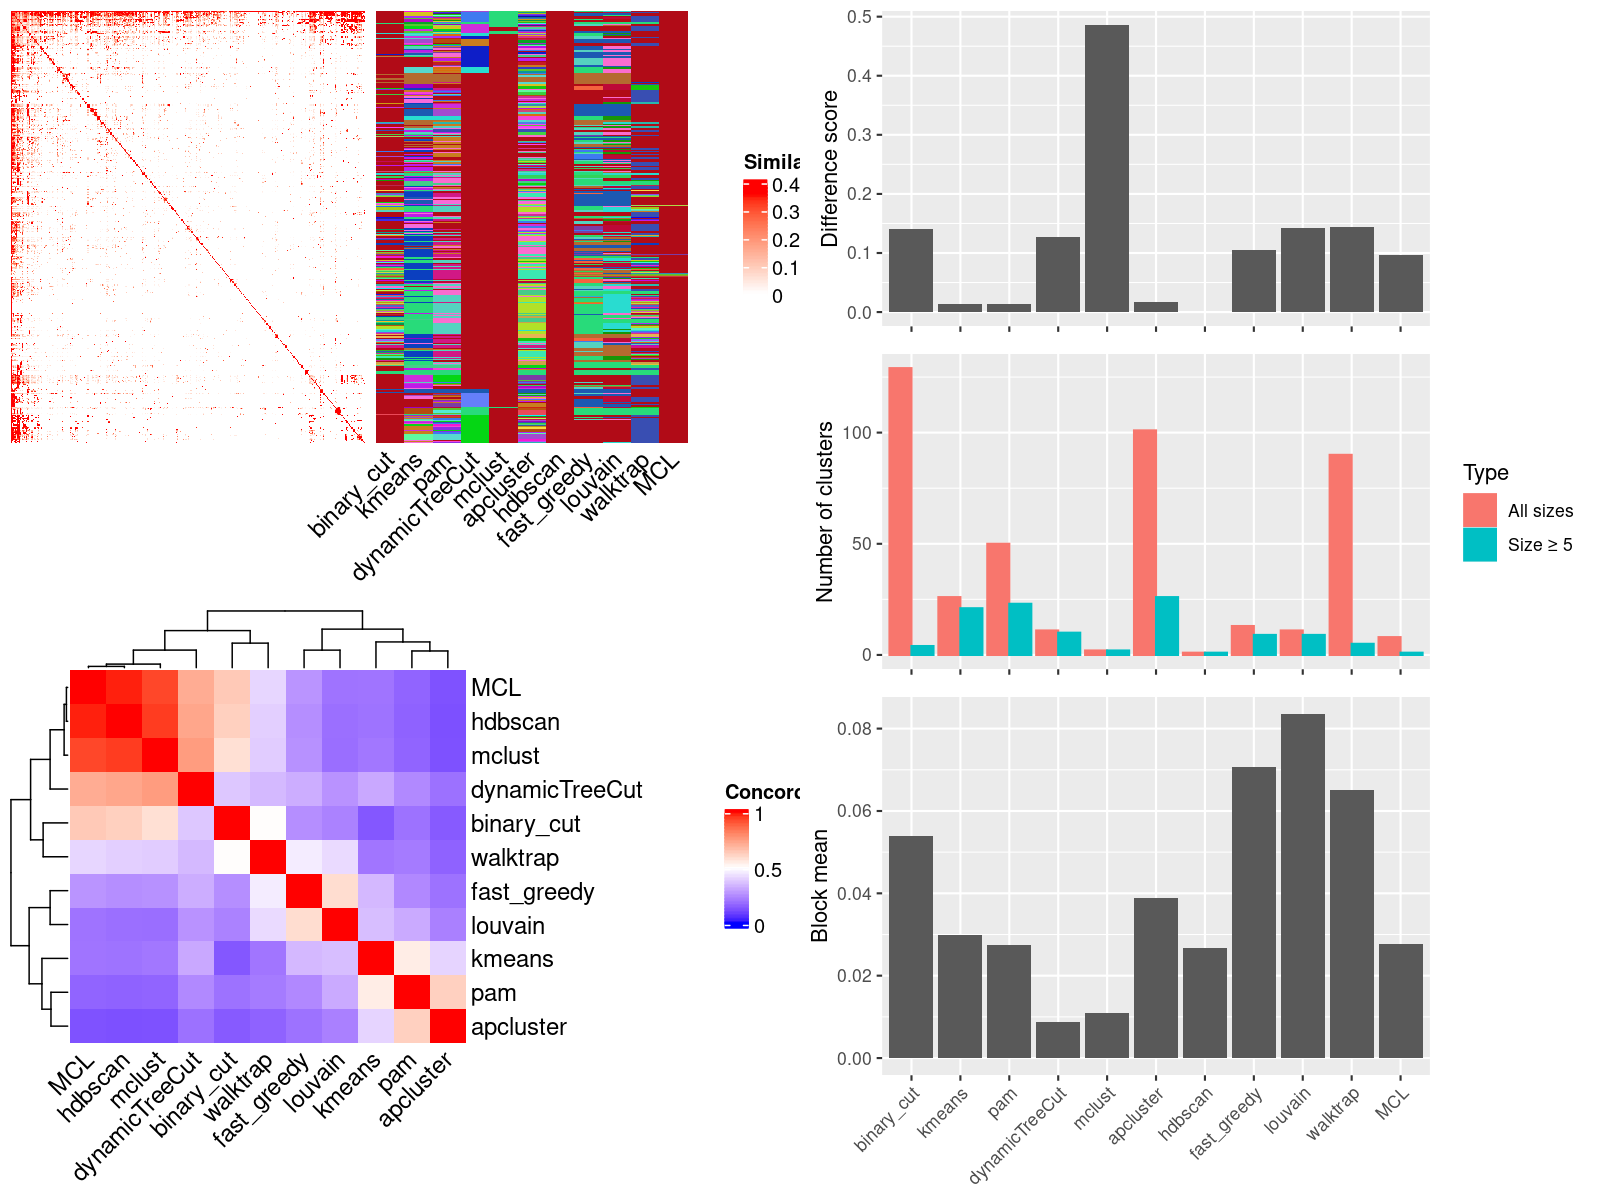 Simila
0.4
0.3
0.2
0.1
0
binary_cut
kmeans
pam
dynamicTreeCut
mclust
apcluster
hdbscan
fast_greedy
louvain
walktrap
MCL
MCL
hdbscan
mclust
dynamicTreeCut
binary_cut
walktrap
fast_greedy
louvain
kmeans
pam
apcluster
MCL
hdbscan
mclust
dynamicTreeCut
binary_cut
walktrap
fast_greedy
louvain
kmeans
pam
apcluster
Concord
1
0.5
0
Difference score
0.5
0.4
0.3
0.2
0.1
0.0
Number of clusters
100
50
0
Type
All sizes
Size ≥ 5
Block mean
0.08
0.06
0.04
0.02
0.00
binary_cut
kmeans
pam
dynamicTreeCut
mclust
apcluster
hdbscan
fast_greedy
louvain
walktrap
MCL